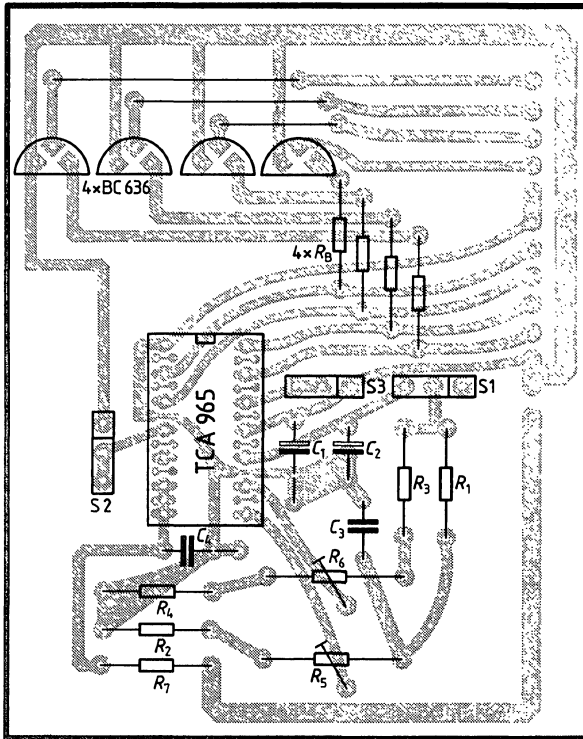 4×BC 636
4× R_B
S3
S1
TCA 965
C₁
C₂
S2
R₃
R₁
C₄
C₃
R₆
R₄
R₂
R₅
R₇